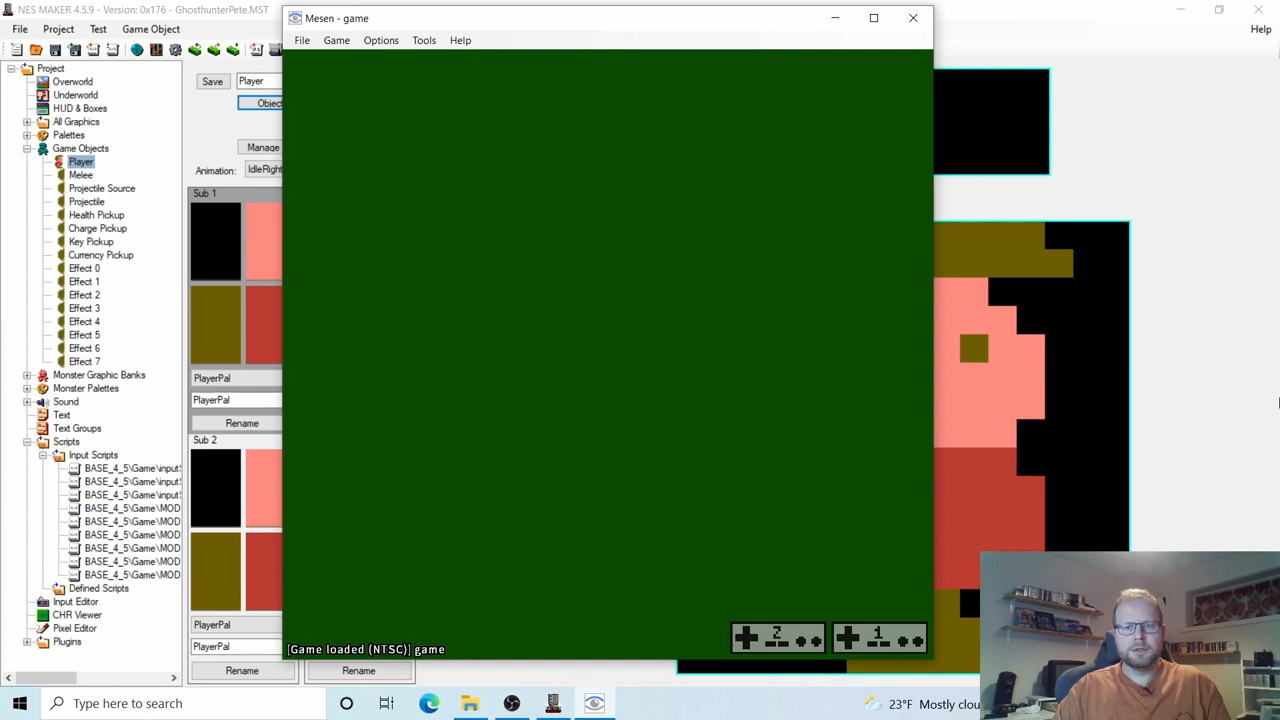 NES MAKER 4.5.9 - Version: 0x176 - GhosthunterPete.MST
File Project Test Game Object
Help
Project
Overworld
Underworld
HUD & Boxes
All Graphics
Palettes
Game Objects
Player
Melee
Projectile Source
Projectile
Health Pickup
Charge Pickup
Key Pickup
Currency Pickup
Effect 0
Effect 1
Effect 2
Effect 3
Effect 4
Effect 5
Effect 6
Effect 7
Monster Graphic Banks
Monster Palettes
Sound
Text
Text Groups
Scripts
Input Scripts
BASE_4_5\Game\input
BASE_4_5\Game\input
BASE_4_5\Game\input
BASE_4_5\Game\MOD
BASE_4_5\Game\MOD
BASE_4_5\Game\MOD
BASE_4_5\Game\MOD
BASE_4_5\Game\MOD
BASE_4_5\Game\MOD
Defined Scripts
Input Editor
CHR Viewer
Pixel Editor
Plugins
Save Player
Object
Manage
Animation: IdleRight
Sub 1
PlayerPal
PlayerPal
Rename
Sub 2
PlayerPal
PlayerPal
Rename Rename
Mesen - game
File Game Options Tools Help
[Game loaded (NTSC)] game
2 1
Type here to search
23°F Mostly clou